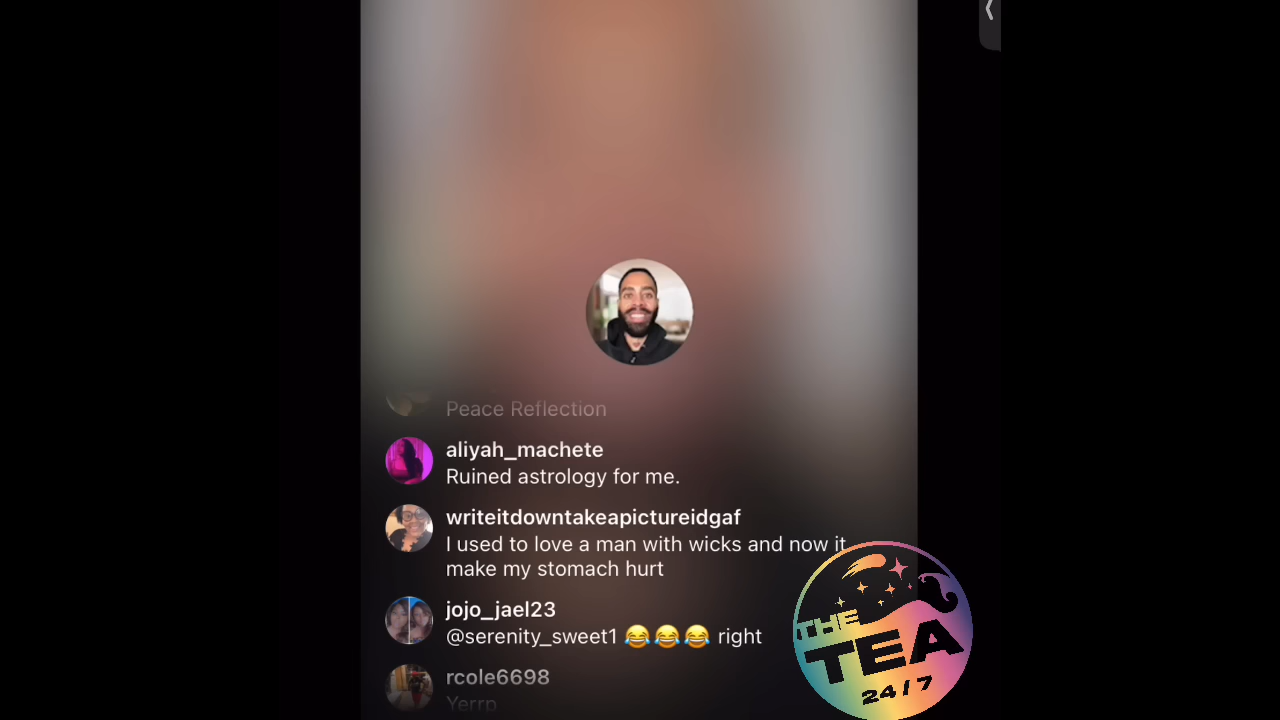 Peace Reflection
aliyah_machete
Ruined astrology for me.
writeitdowntakeapictureidgaf
I used to love a man with wicks and now it
make my stomach hurt
jojo_jael23
@serenity_sweet1 😂😂😂 right
rcole6698
Yerrp
THE
TEA
24/7